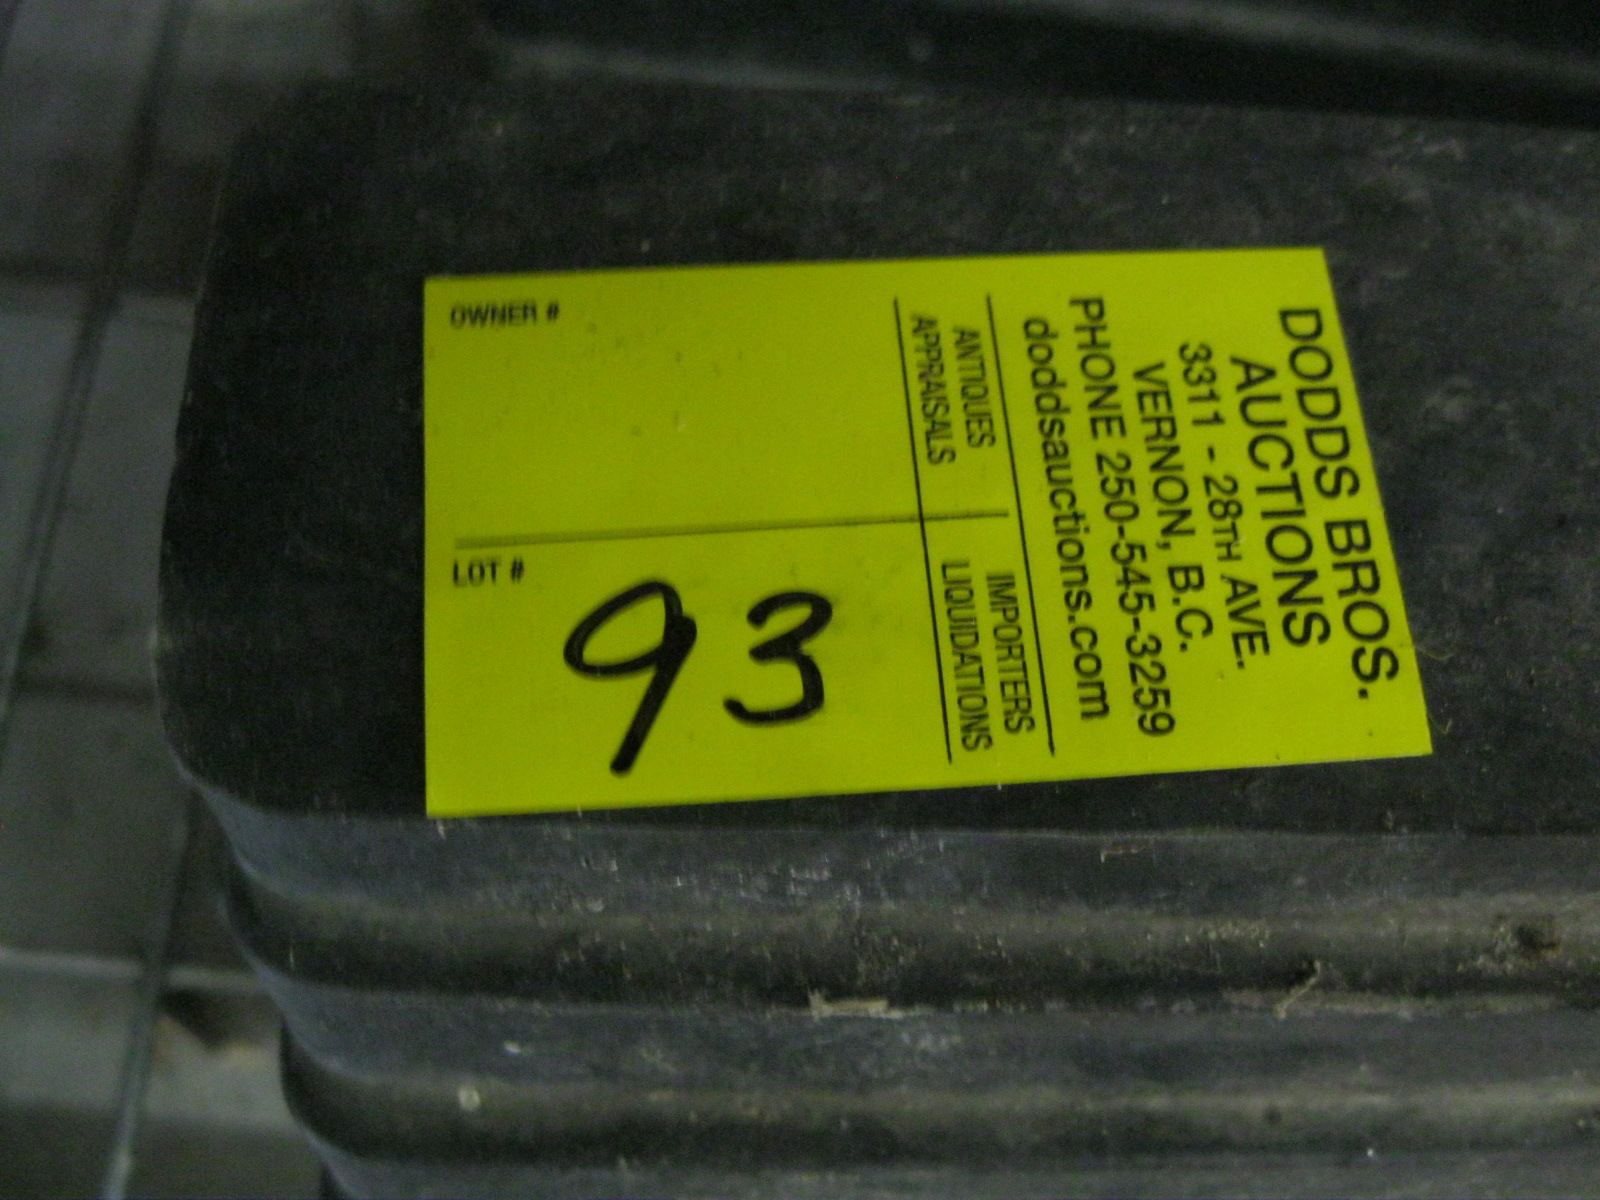 DODDS BROS.
AUCTIONS
3311 - 28TH AVE.
VERNON, B.C.
PHONE 250-545-3259
doddsauctions.com
ANTIQUES IMPORTERS
APPRAISALS LIQUIDATIONS
OWNER #
LOT #
93